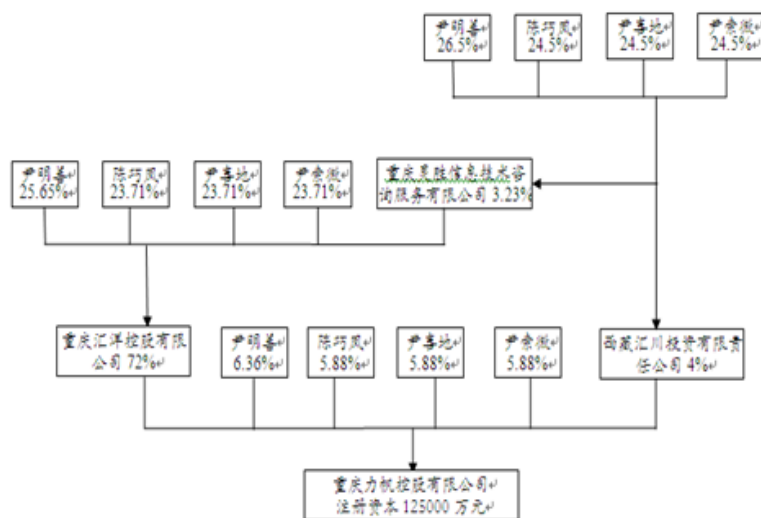 尹明善
26.5%
陈巧凤
24.5%
尹喜地
24.5%
尹索微
24.5%
尹明善
25.65%
陈巧凤
23.71%
尹喜地
23.71%
尹索微
23.71%
重庆景胜信息技术咨
询服务有限公司 3.23%
重庆汇洋控股有限
公司 72%
尹明善
6.36%
陈巧凤
5.88%
尹喜地
5.88%
尹索微
5.88%
西藏汇川投资有限责
任公司 4%
重庆力帆控股有限公司
注册资本 125000 万元